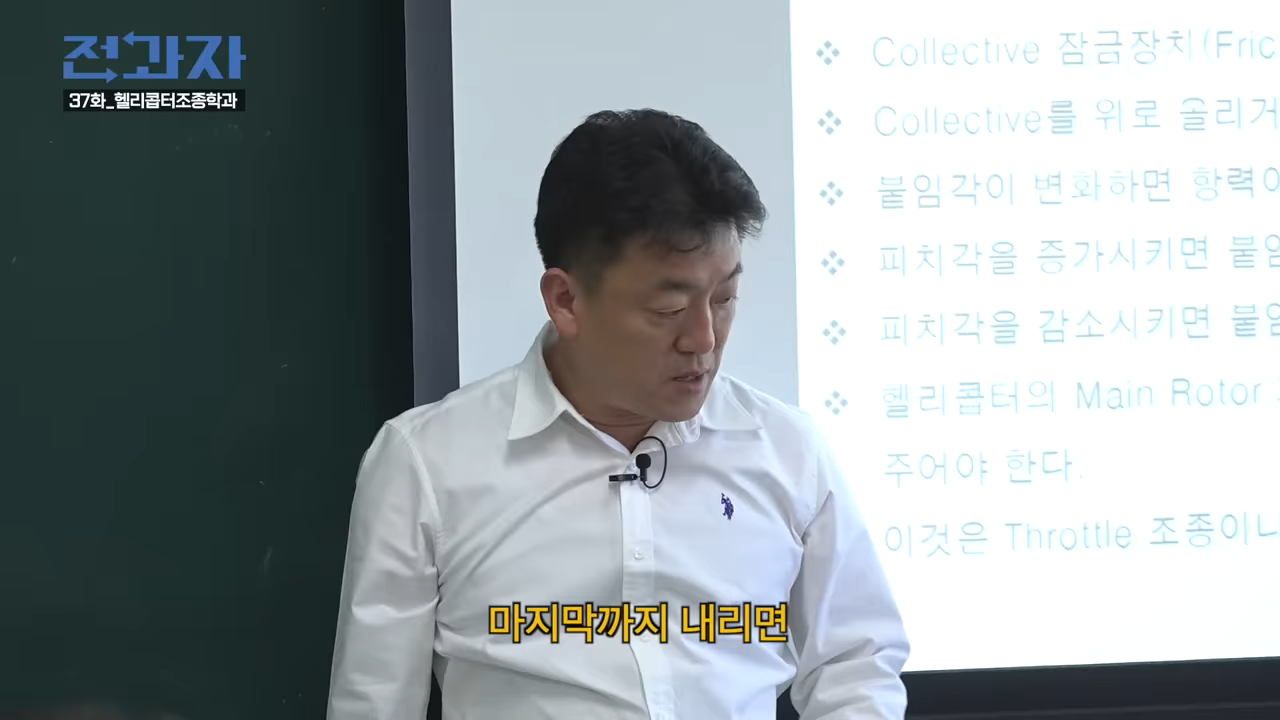 전과자
37화_헬리콥터조종학과
Collective 잠금장치(Fric
Collective를 위로 올리거
붙임각이 변화하면 항력이
피치각을 증가시키면 붙임
피치각을 감소시키면 붙임
헬리콥터의 Main Rotor
주어야 한다.
이것은 Throttle 조종이나
마지막까지 내리면